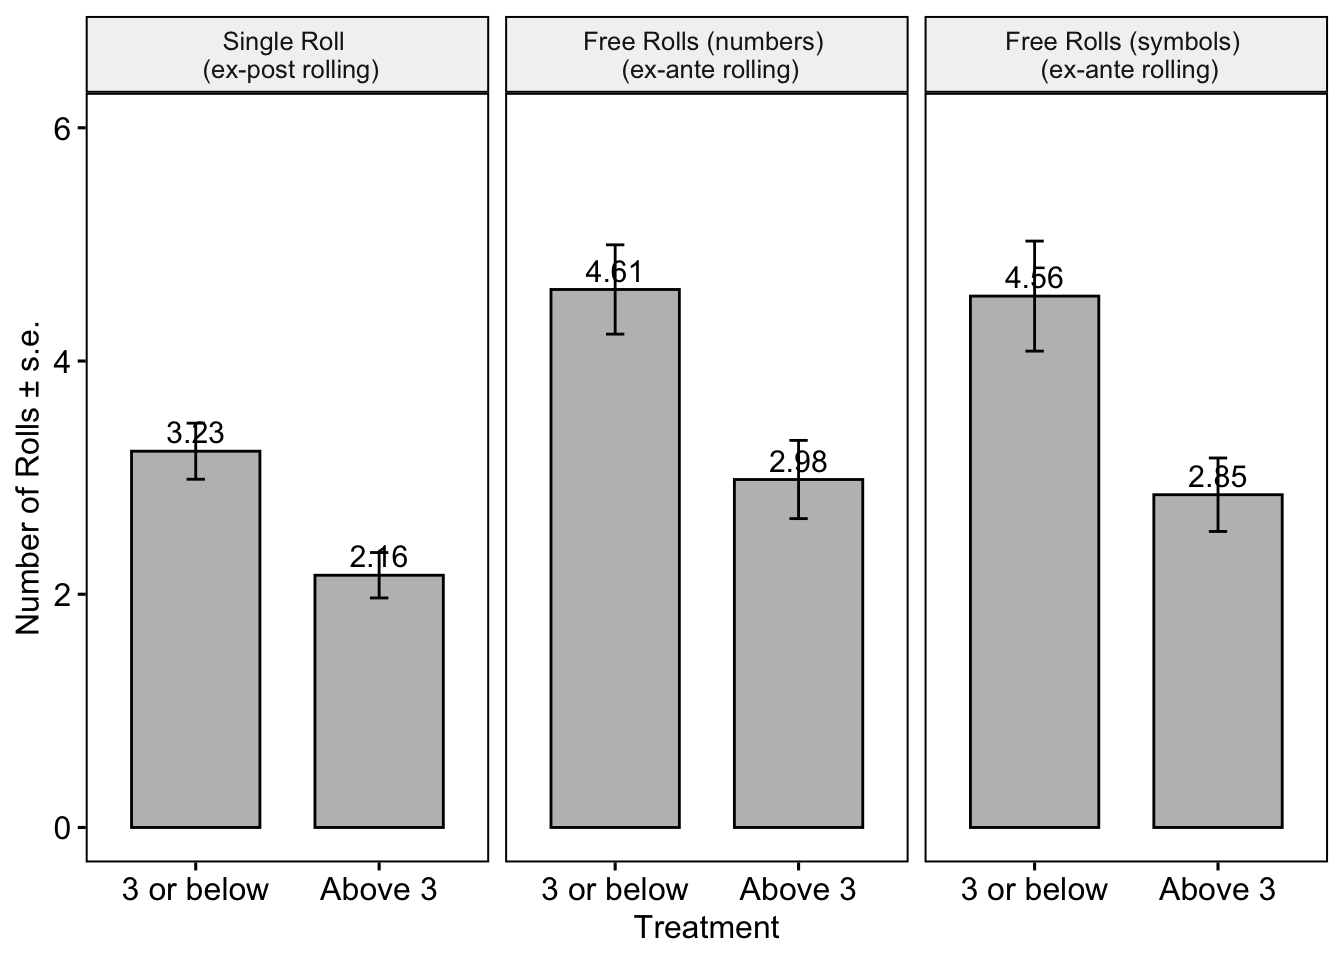 Single Roll
(ex-post rolling)
Free Rolls (numbers)
(ex-ante rolling)
Free Rolls (symbols)
(ex-ante rolling)
Number of Rolls ± s.e.
6
4
2
0
3.23
2.16
4.61
2.98
4.56
2.85
3 or below
Above 3
3 or below
Above 3
3 or below
Above 3
Treatment